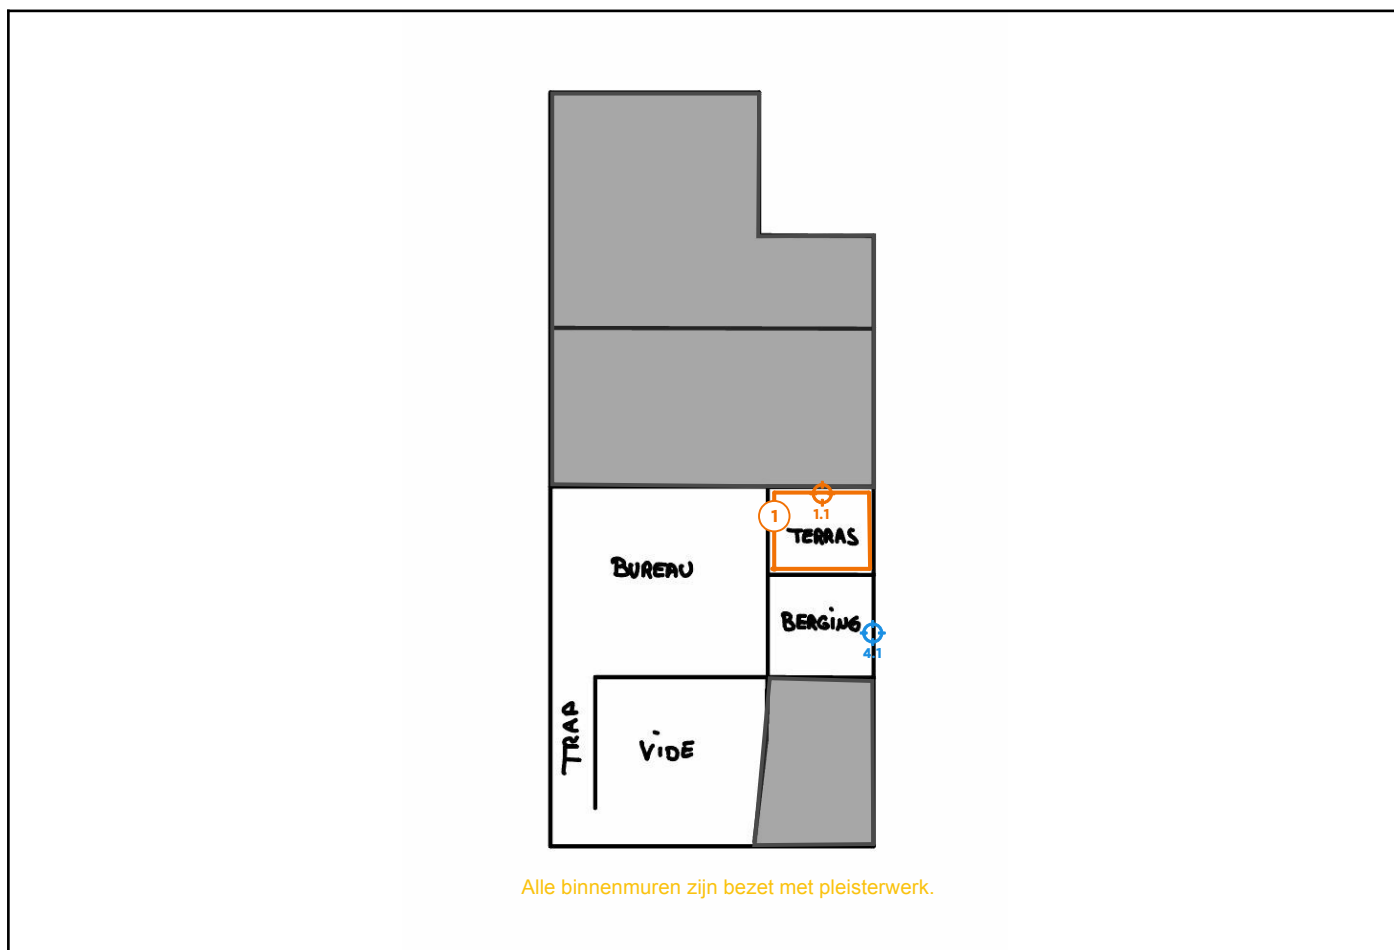 1
1.1
TERRAS
BUREAU
BERGING
4.1
TRAP
VIDE
Alle binnenmuren zijn bezet met pleisterwerk.